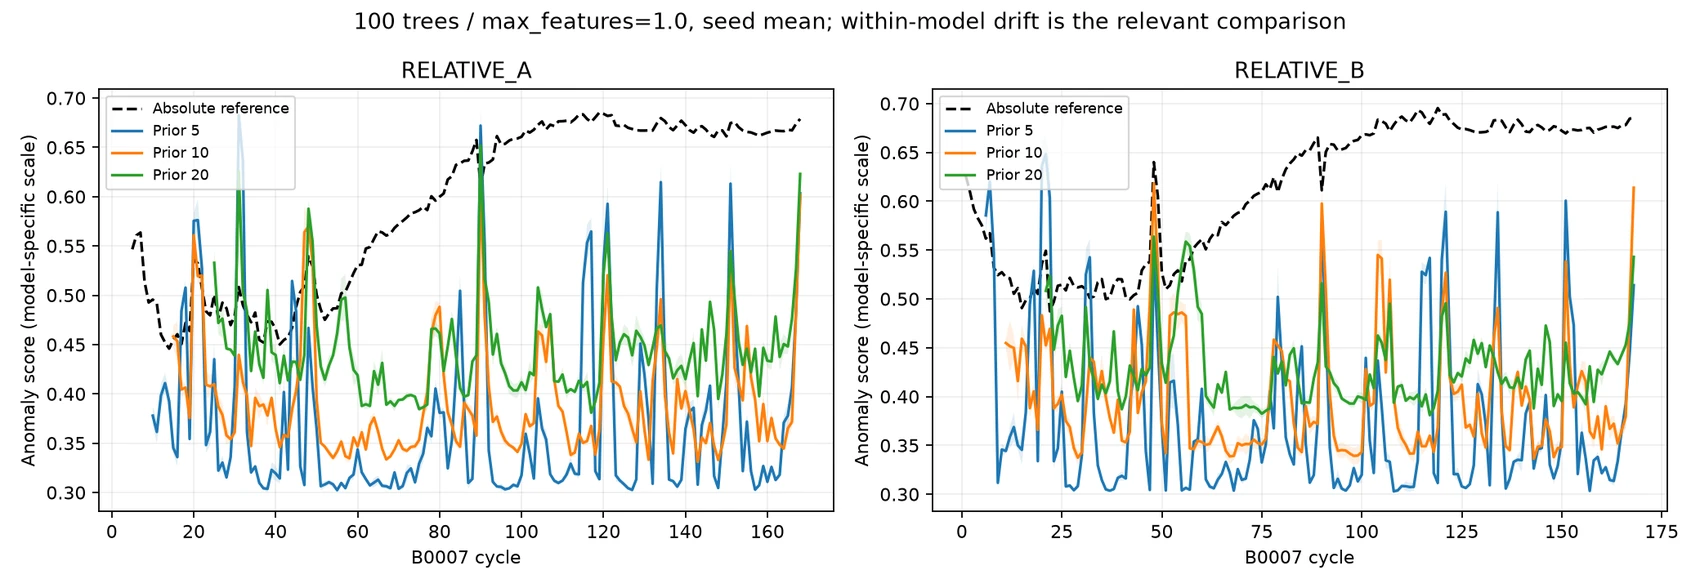 100 trees / max_features=1.0, seed mean; within-model drift is the relevant comparison
RELATIVE_A
Anomaly score (model-specific scale)
0.70
0.65
0.60
0.55
0.50
0.45
0.40
0.35
0.30
Absolute reference
Prior 5
Prior 10
Prior 20
0 20 40 60 80 100 120 140 160
B0007 cycle
RELATIVE_B
Anomaly score (model-specific scale)
0.70
0.65
0.60
0.55
0.50
0.45
0.40
0.35
0.30
Absolute reference
Prior 5
Prior 10
Prior 20
0 25 50 75 100 125 150 175
B0007 cycle